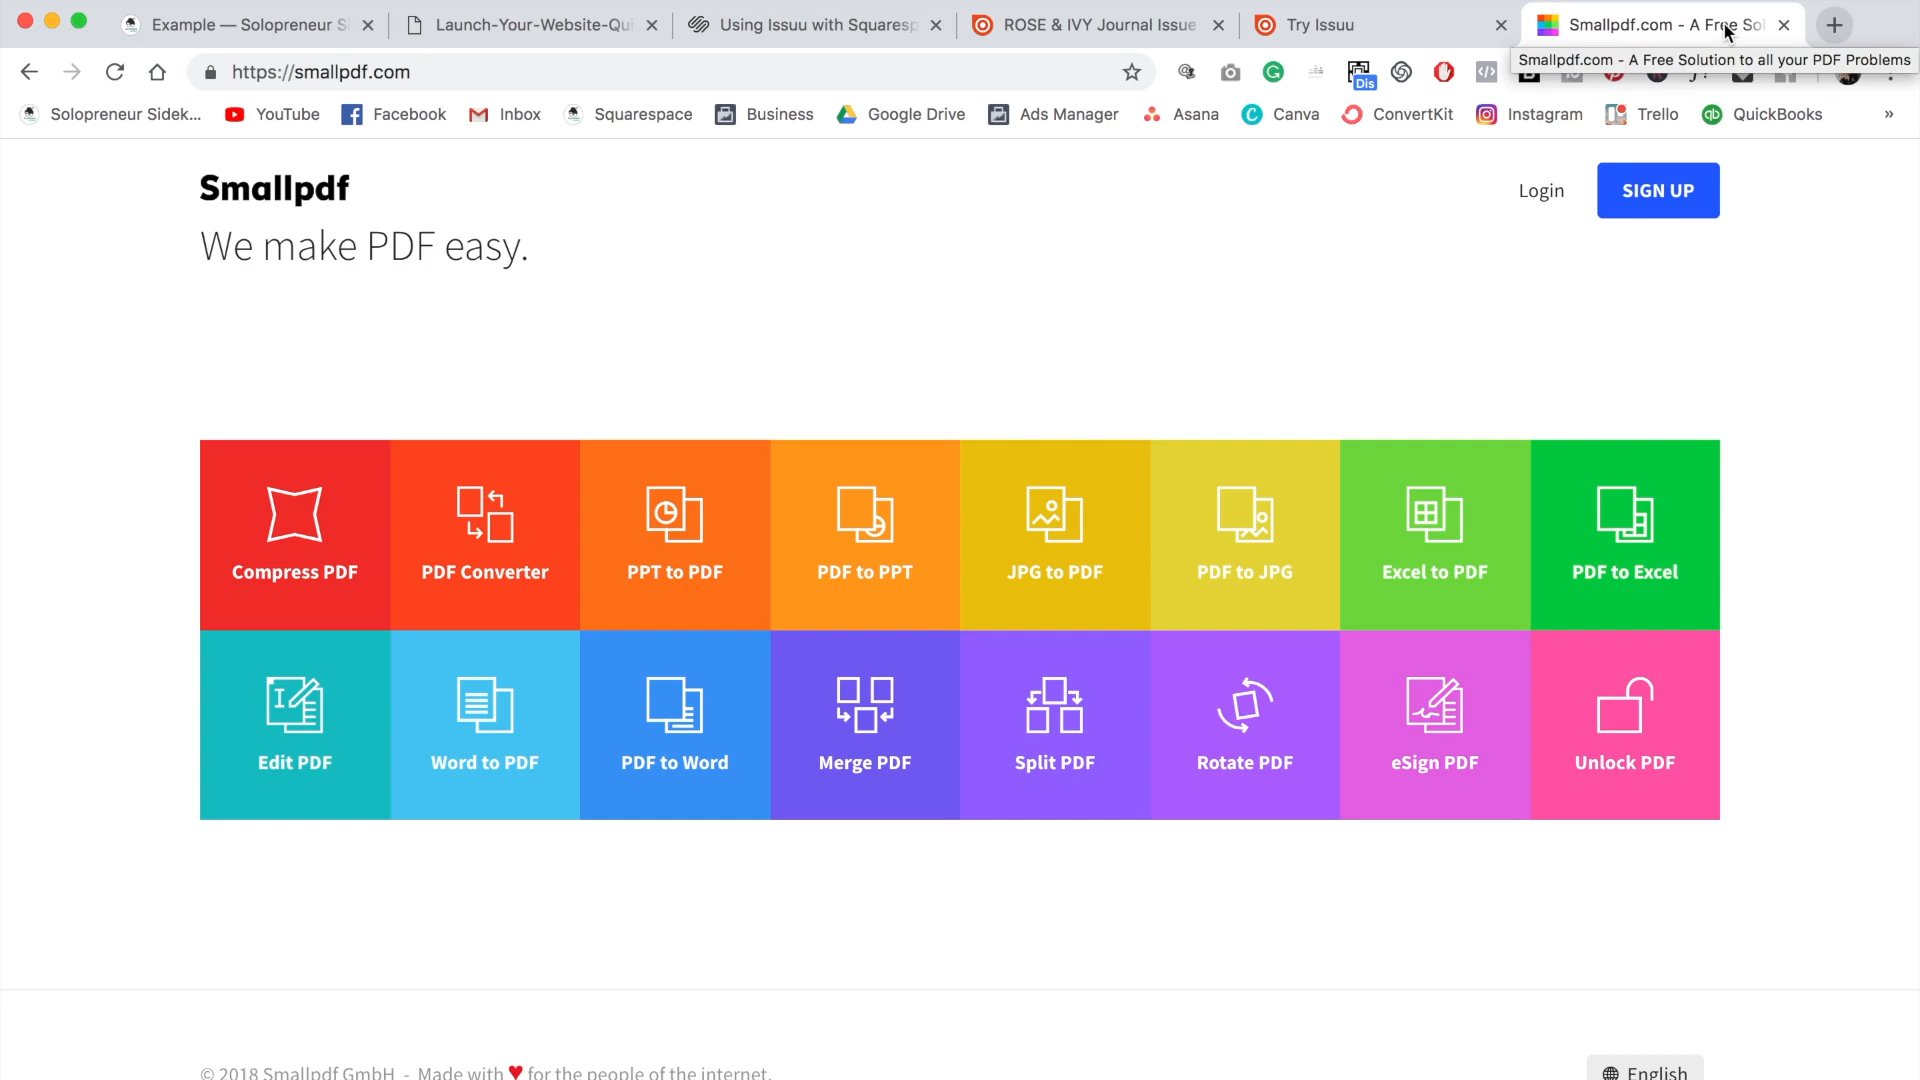 Example — Solopreneur S
Launch-Your-Website-Qui
Using Issuu with Squaresp
ROSE & IVY Journal Issue
Try Issuu
Smallpdf.com - A Free Sol
https://smallpdf.com
Dis
Smallpdf.com - A Free Solution to all your PDF Problems
Solopreneur Sidek...
YouTube
Facebook
Inbox
Squarespace
Business
Google Drive
Ads Manager
Asana
Canva
ConvertKit
Instagram
Trello
QuickBooks
»
Smallpdf
Login
SIGN UP
We make PDF easy.
Compress PDF
PDF Converter
PPT to PDF
PDF to PPT
JPG to PDF
PDF to JPG
Excel to PDF
PDF to Excel
Edit PDF
Word to PDF
PDF to Word
Merge PDF
Split PDF
Rotate PDF
eSign PDF
Unlock PDF
© 2018 Smallpdf GmbH - Made with ♥ for the people of the internet.
English